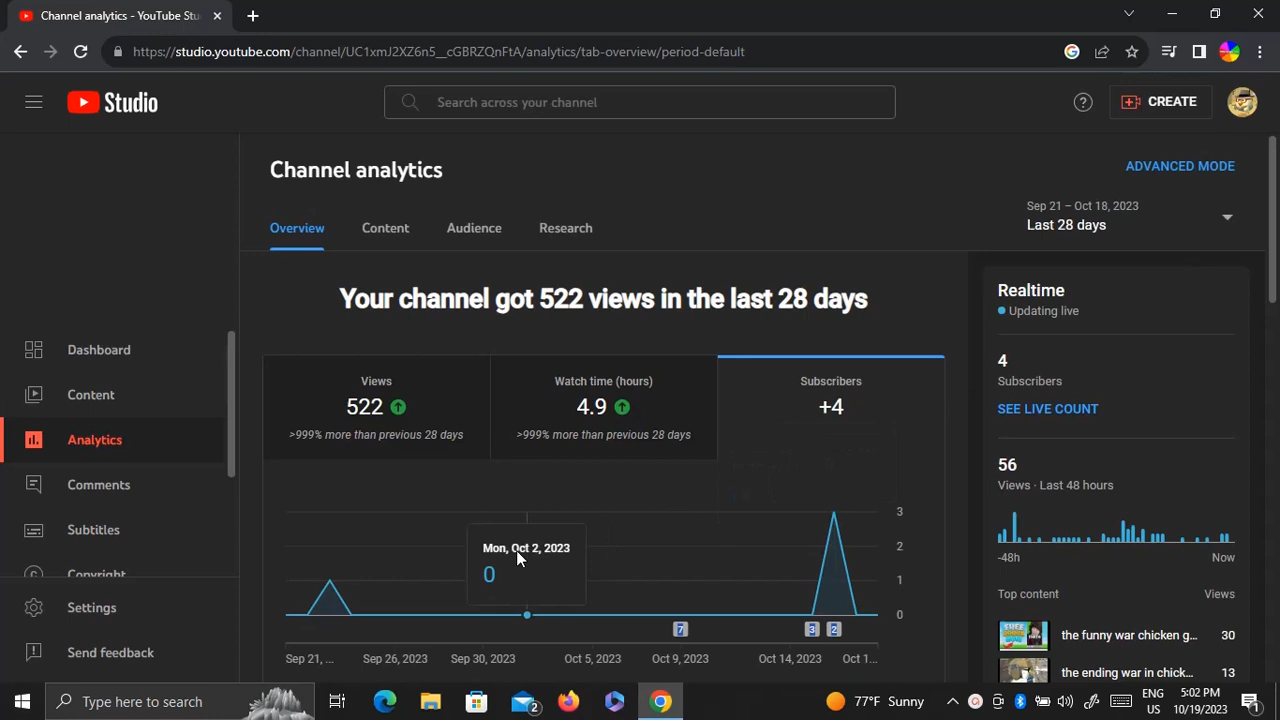 Channel analytics - YouTube Stu
https://studio.youtube.com/channel/UC1xmJ2XZ6n5__cGBRZQnFtA/analytics/tab-overview/period-default
Studio
Search across your channel
CREATE
Channel analytics
ADVANCED MODE
Sep 21 – Oct 18, 2023
Last 28 days
Overview
Content
Audience
Research
Your channel got 522 views in the last 28 days
Dashboard
Content
Analytics
Comments
Subtitles
Copyright
Settings
Send feedback
Views
522
>999% more than previous 28 days
Watch time (hours)
4.9
>999% more than previous 28 days
Subscribers
+4
3
2
1
0
Mon, Oct 2, 2023
0
7
3
2
Sep 21, ...
Sep 26, 2023
Sep 30, 2023
Oct 5, 2023
Oct 9, 2023
Oct 14, 2023
Oct 1...
Realtime
Updating live
4
Subscribers
SEE LIVE COUNT
56
Views · Last 48 hours
-48h
Now
Top content
Views
the funny war chicken g...
30
the ending war in chick...
13
Type here to search
2
77°F Sunny
ENG
US
5:02 PM
10/19/2023
1